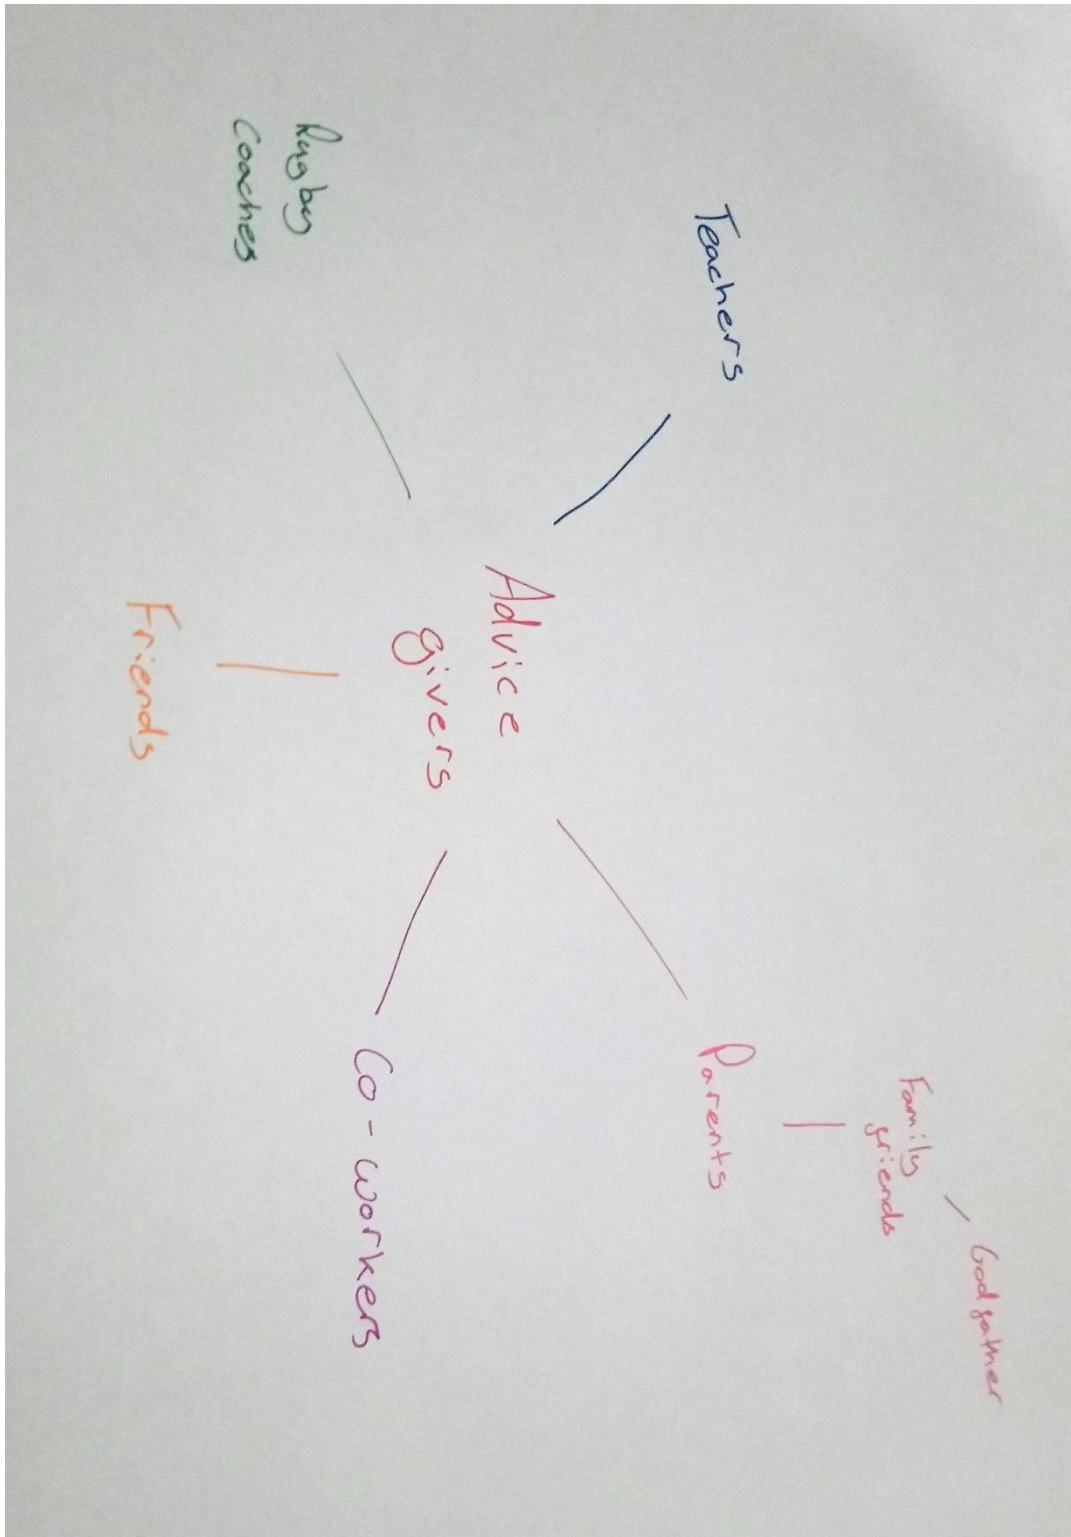 Advice
givers
Teachers
Parents
Family
friends
Godfather
Co-workers
Friends
Rugby
Coaches